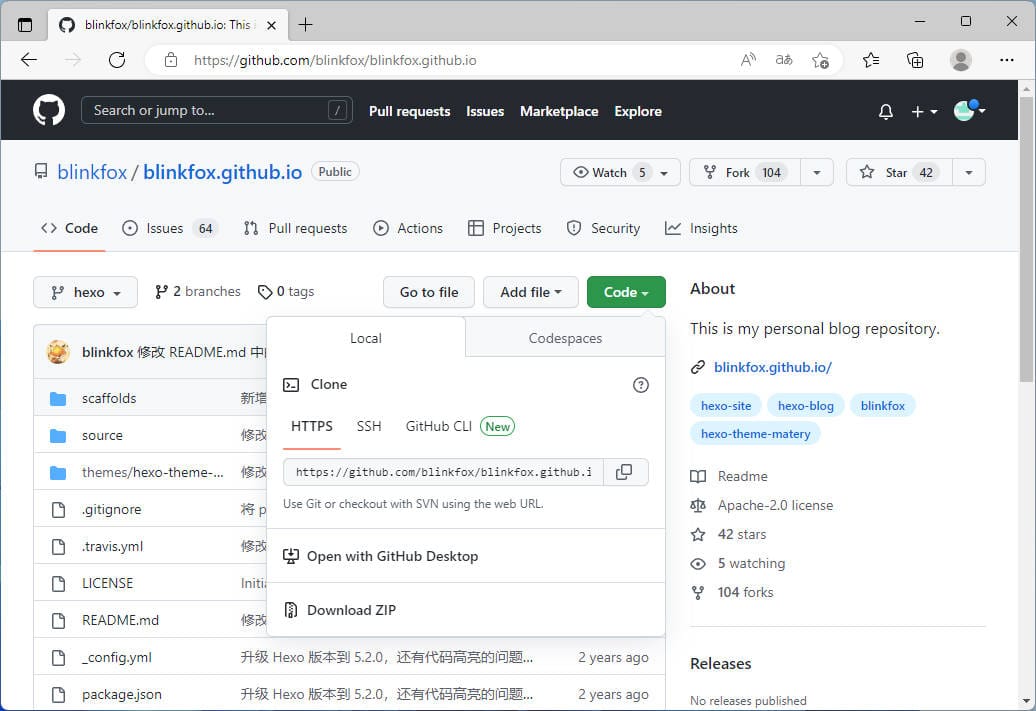 blinkfox/blinkfox.github.io: This i
https://github.com/blinkfox/blinkfox.github.io
Search or jump to... /
Pull requests Issues Marketplace Explore
blinkfox / blinkfox.github.io Public
Watch 5 Fork 104 Star 42
Code Issues 64 Pull requests Actions Projects Security Insights
hexo 2 branches 0 tags Go to file Add file Code
blinkfox 修改 README.md 中
scaffolds 新增
source 修改
themes/hexo-theme-... 修改
.gitignore 将 p
.travis.yml 修改
LICENSE Initia
README.md 修改
_config.yml 升级 Hexo 版本到 5.2.0，还有代码高亮的问题... 2 years ago
package.json 升级 Hexo 版本到 5.2.0，还有代码高亮的问题... 2 years ago
Local Codespaces
Clone
HTTPS SSH GitHub CLI New
https://github.com/blinkfox/blinkfox.github.i
Use Git or checkout with SVN using the web URL.
Open with GitHub Desktop
Download ZIP
About
This is my personal blog repository.
blinkfox.github.io/
hexo-site hexo-blog blinkfox
hexo-theme-matery
Readme
Apache-2.0 license
42 stars
5 watching
104 forks
Releases
No releases published